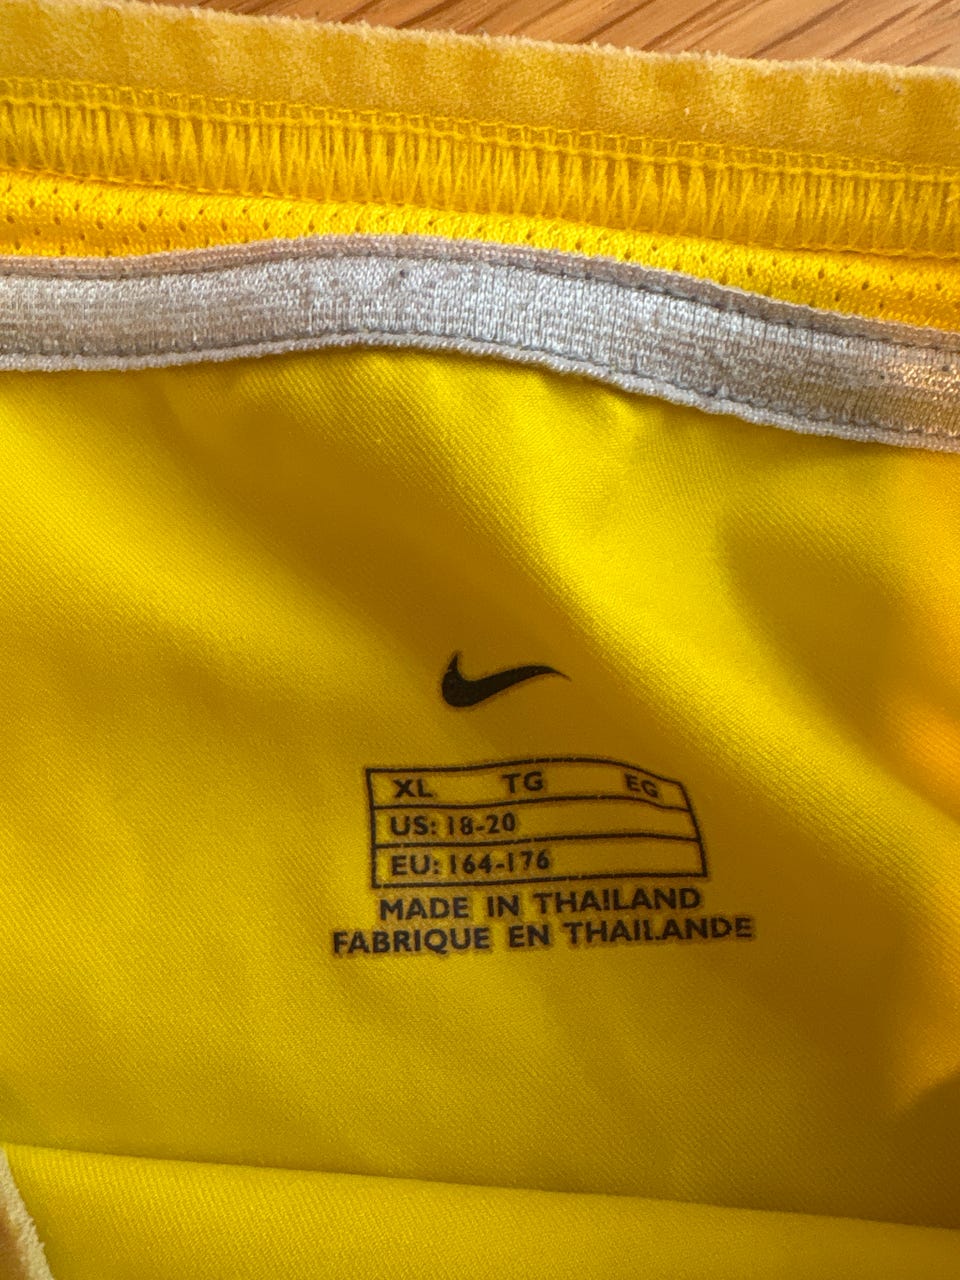 XL TG EG
US: 18-20
EU: 164-176
MADE IN THAILAND
FABRIQUE EN THAILANDE